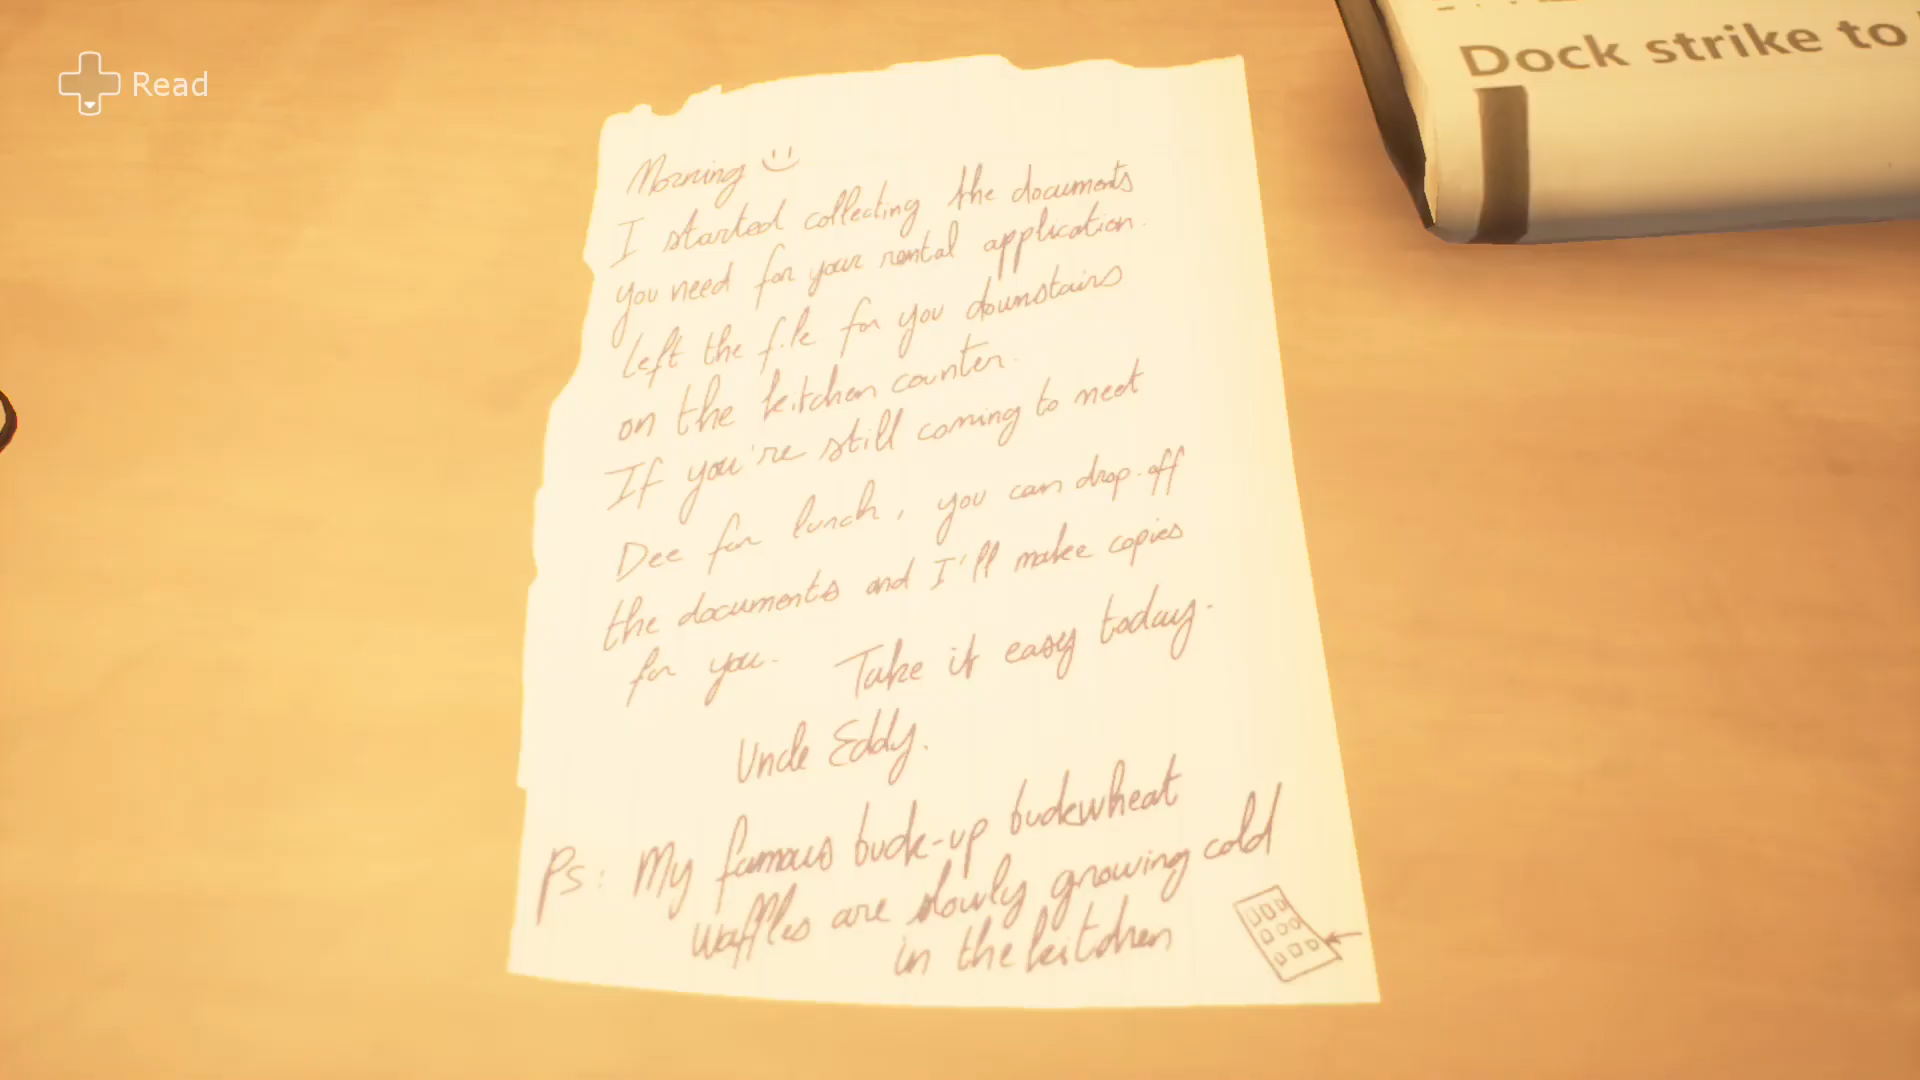 Read
Dock strike to
Morning
I started collecting the documents
you need for your rental application.
Left the file for you downstairs
on the kitchen counter.
If you're still coming to meet
Dee for lunch, you can drop-off
the documents and I'll make copies
for you. Take it easy today.
Uncle Eddy.
Ps: My famous buck-up buckwheat
waffles are slowly growing cold
in the kitchen